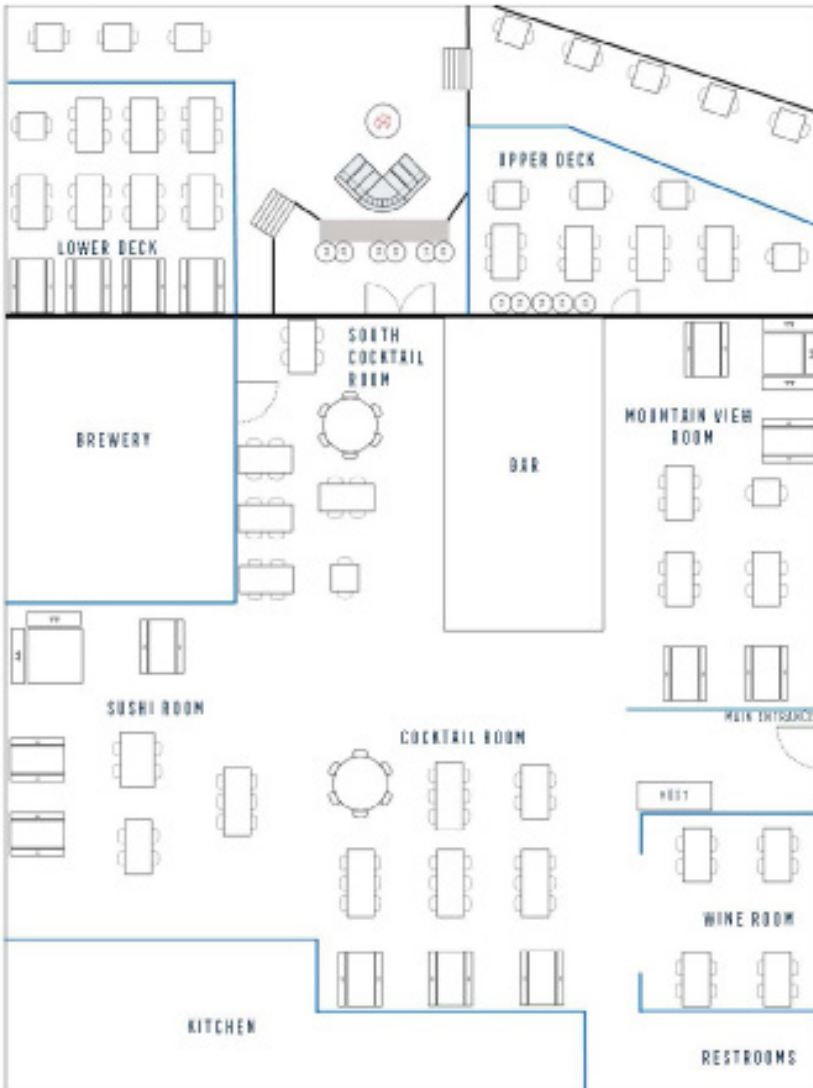 UPPER DECK
LOWER DECK
SOUTH
COCKTAIL
ROOM
BREWERY
BAR
MOUNTAIN VIEW
ROOM
SUSHI ROOM
MAIN ENTRANCE
COCKTAIL ROOM
HOST
WINE ROOM
KITCHEN
RESTROOMS